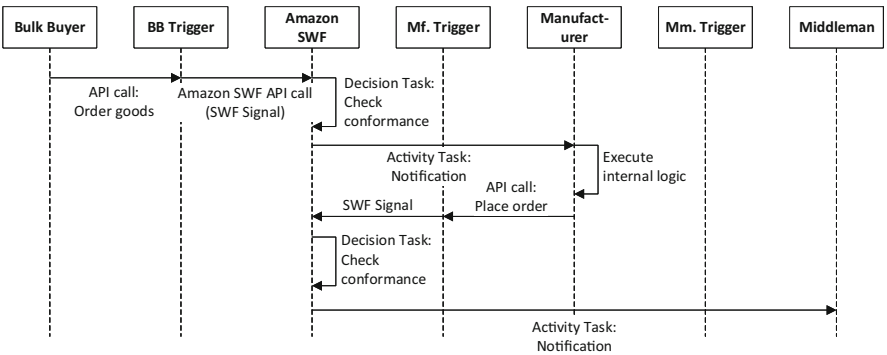 Bulk Buyer
BB Trigger
Amazon
SWF
Mf. Trigger
Manufact-
urer
Mm. Trigger
Middleman
API call:
Order goods
Amazon SWF API call
(SWF Signal)
Decision Task:
Check
conformance
Activity Task:
Notification
Execute
internal logic
API call:
Place order
SWF Signal
Decision Task:
Check
conformance
Activity Task:
Notification